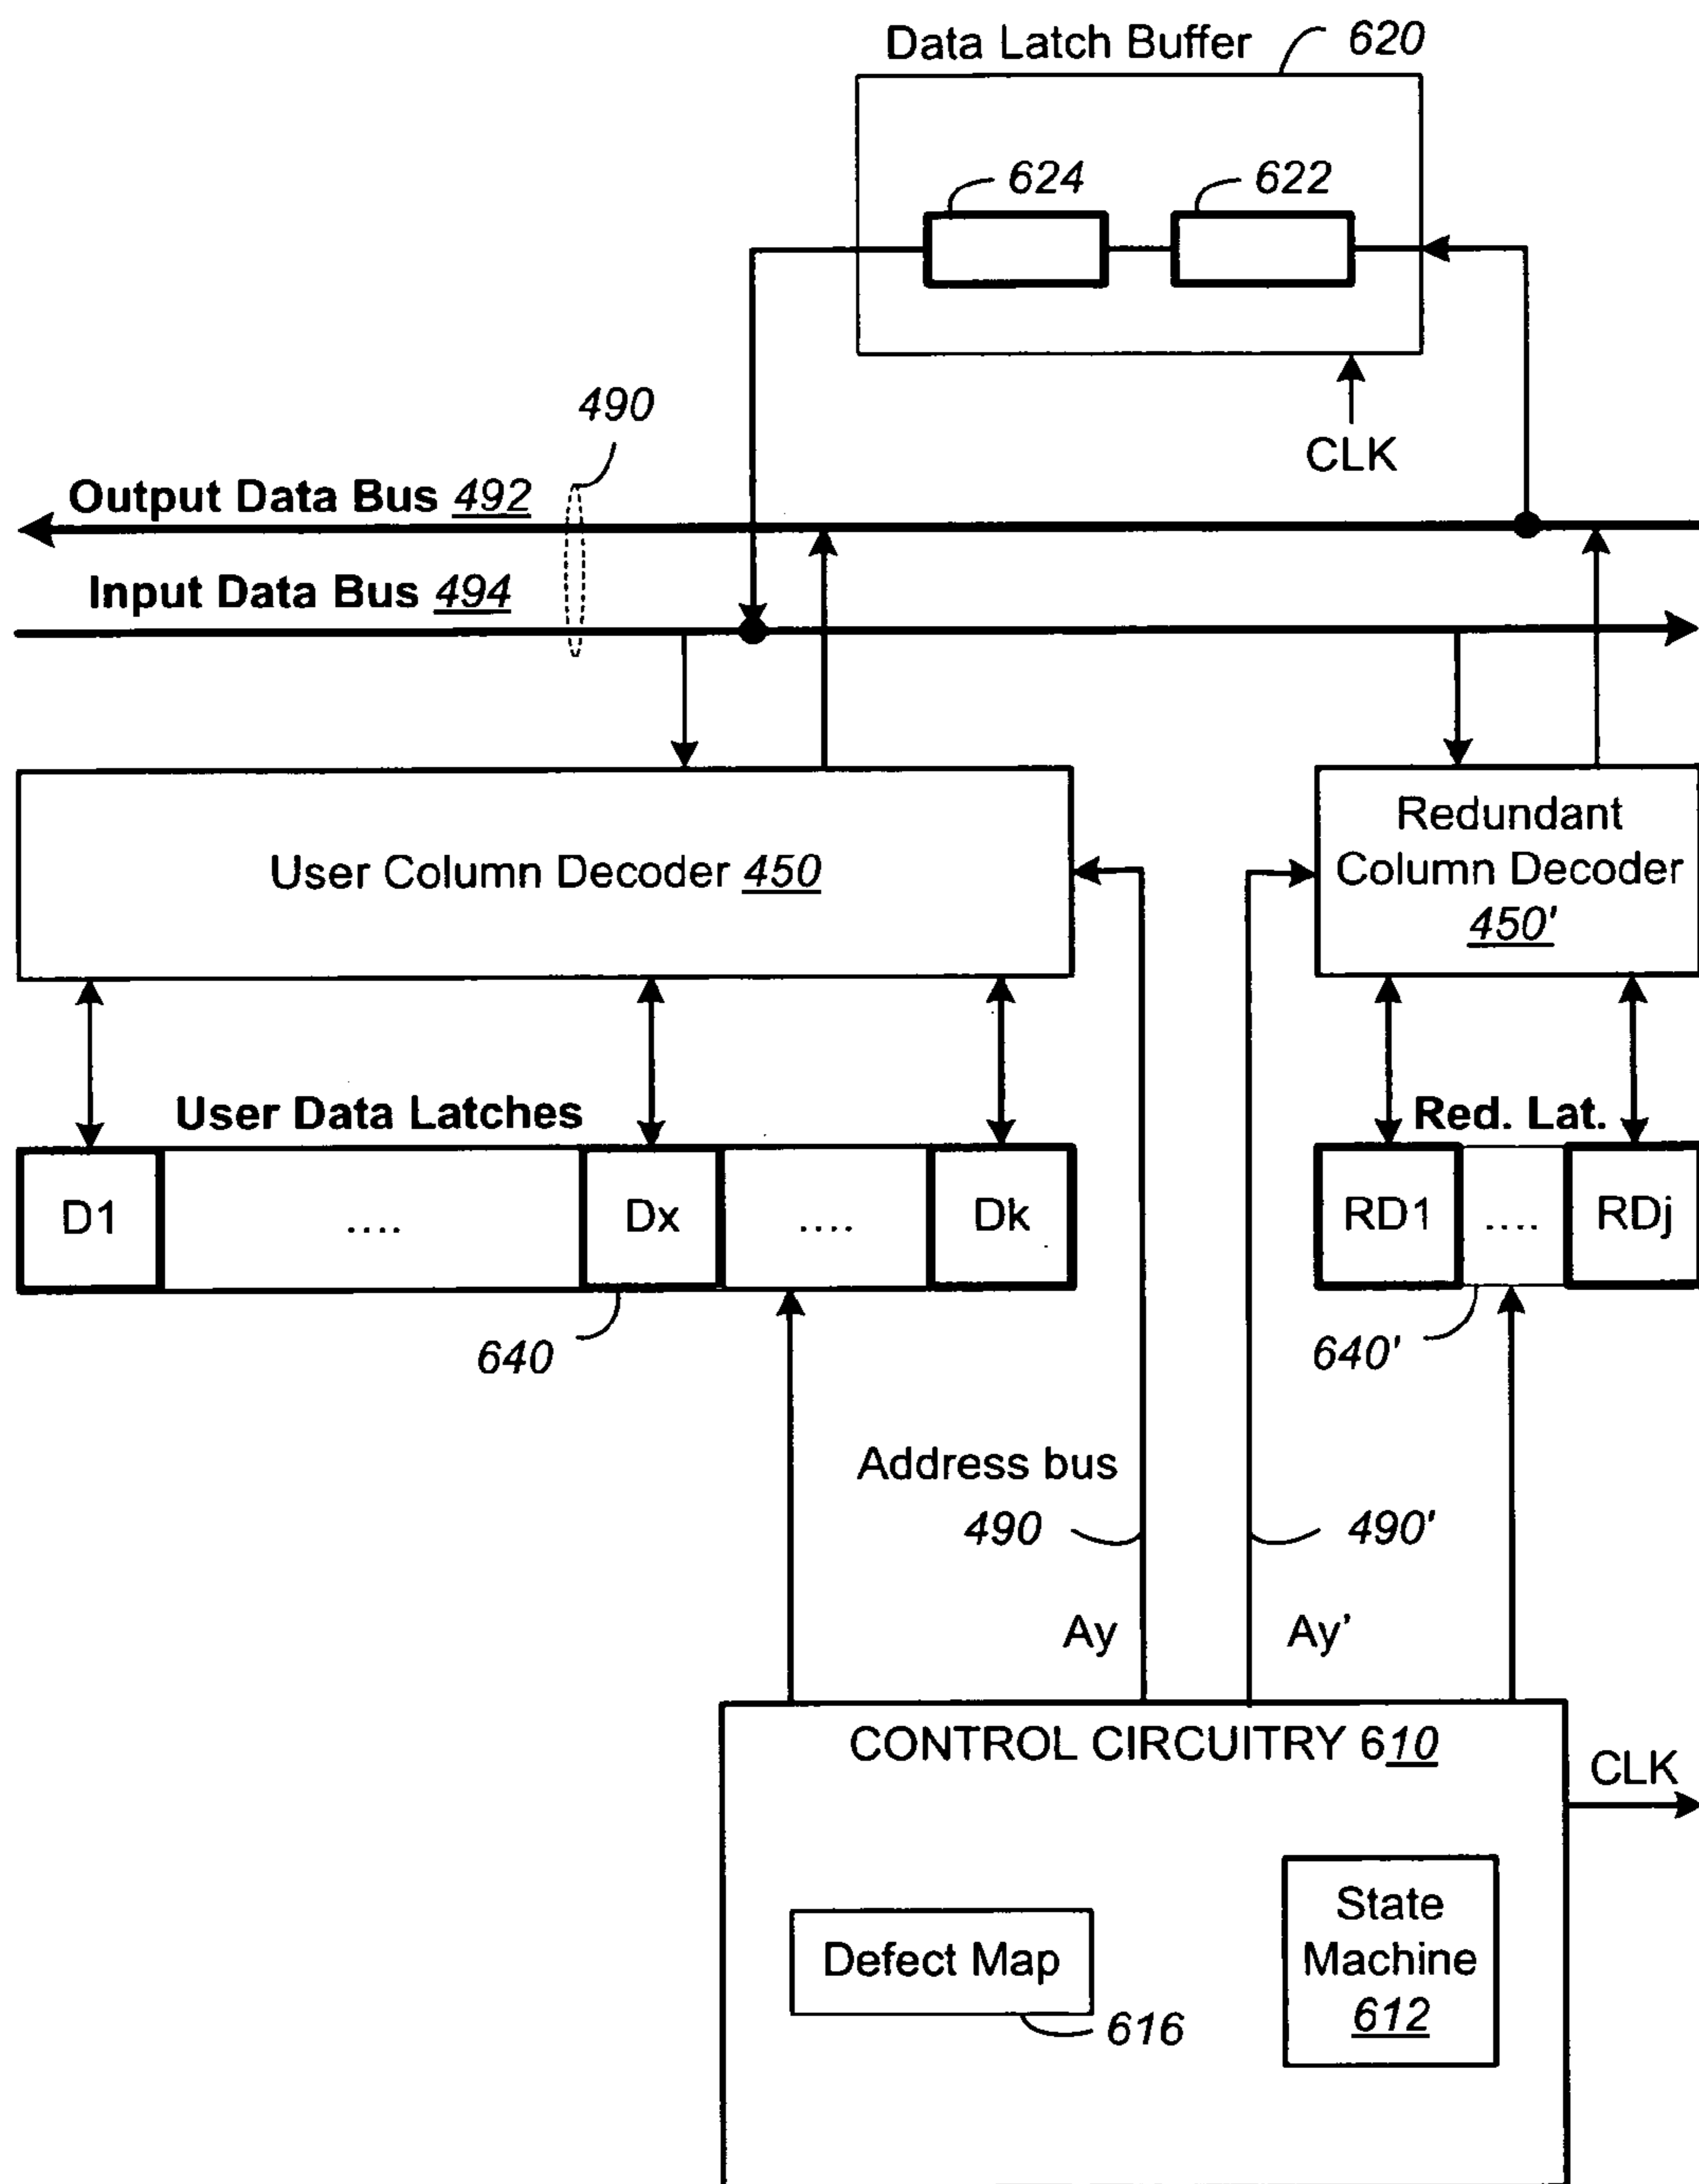 Data Latch Buffer 620
624 622
CLK
490
Output Data Bus 492
Input Data Bus 494
User Column Decoder 450
Redundant
Column Decoder
450'
User Data Latches
Red. Lat.
D1 .... Dx .... Dk
RD1 .... RDj
640
640'
Address bus
490
490'
Ay
Ay'
CONTROL CIRCUITRY 610
CLK
Defect Map
616
State
Machine
612